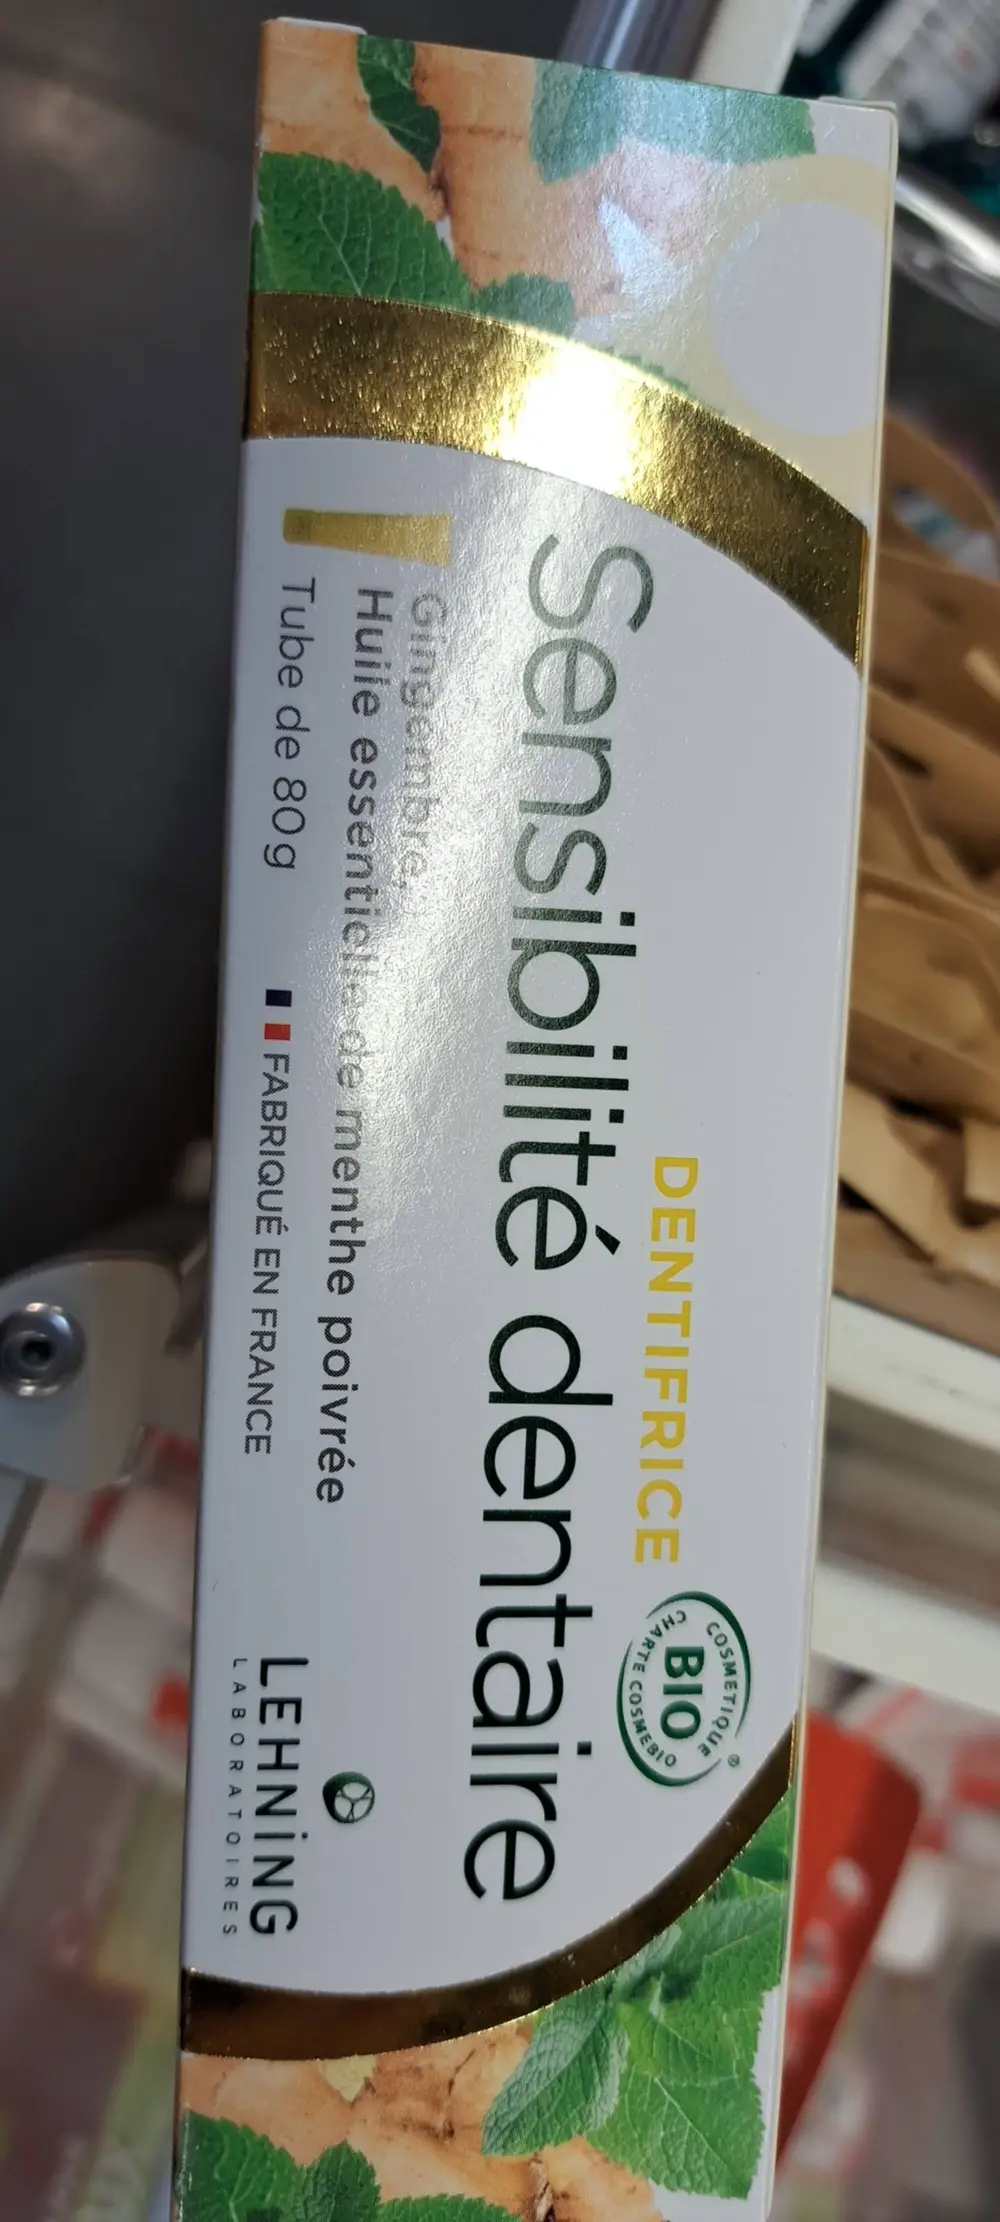 DENTIFRICE
Sensibilité dentaire
COSMETIQUE
BIO
CHARTE COSMEBIO
®
Gingembre,
Huile essentielle de menthe poivrée
Tube de 80g
FABRIQUÉ EN FRANCE
LEHNiNG
LABORATOIRES